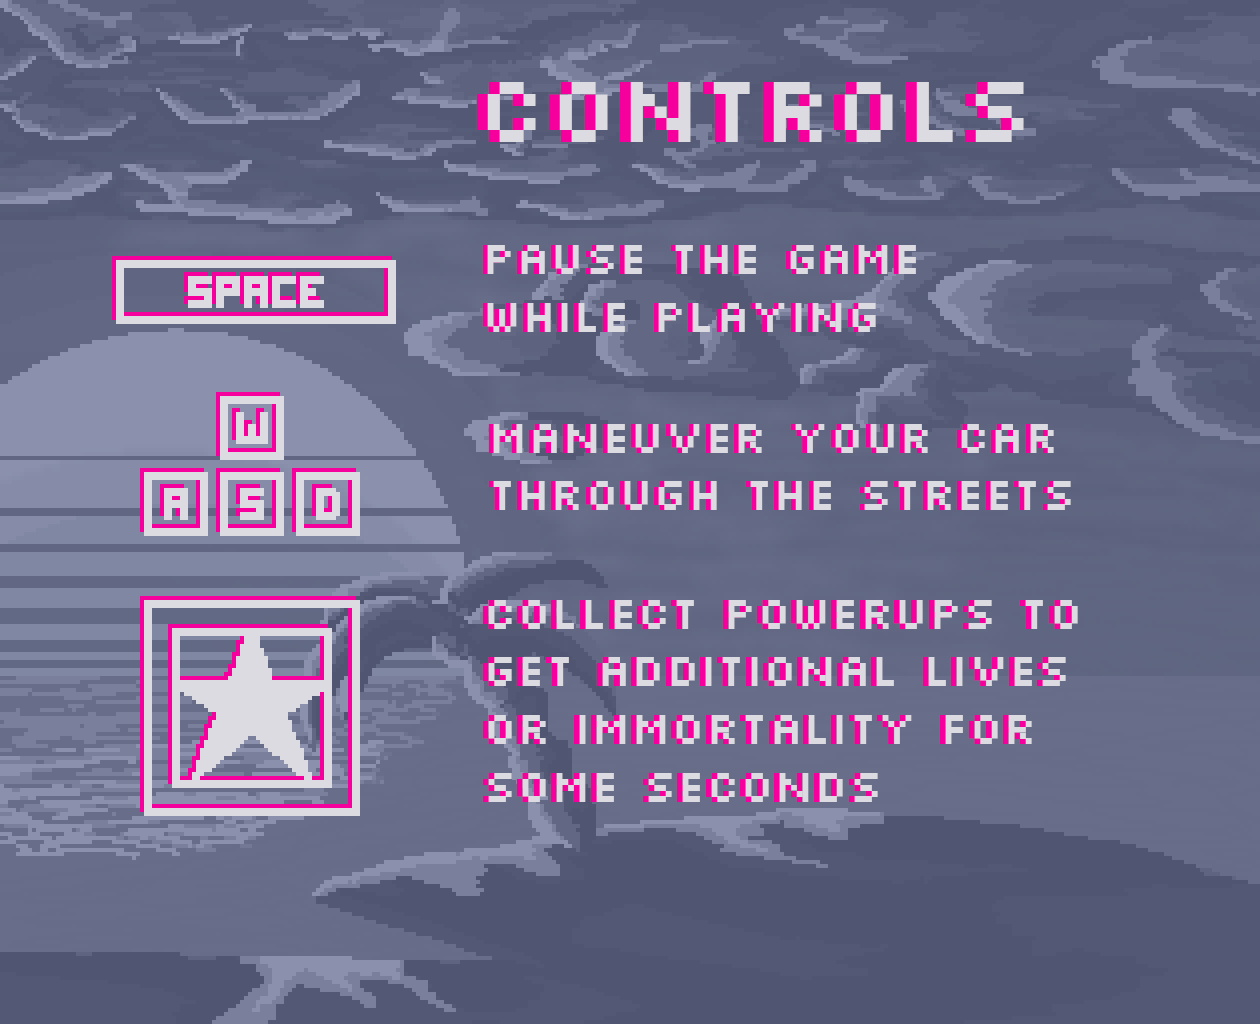 CONTROLS
SPACE
PAUSE THE GAME
WHILE PLAYING
W
A S D
MANEUVER YOUR CAR
THROUGH THE STREETS
COLLECT POWERUPS TO
GET ADDITIONAL LIVES
OR IMMORTALITY FOR
SOME SECONDS